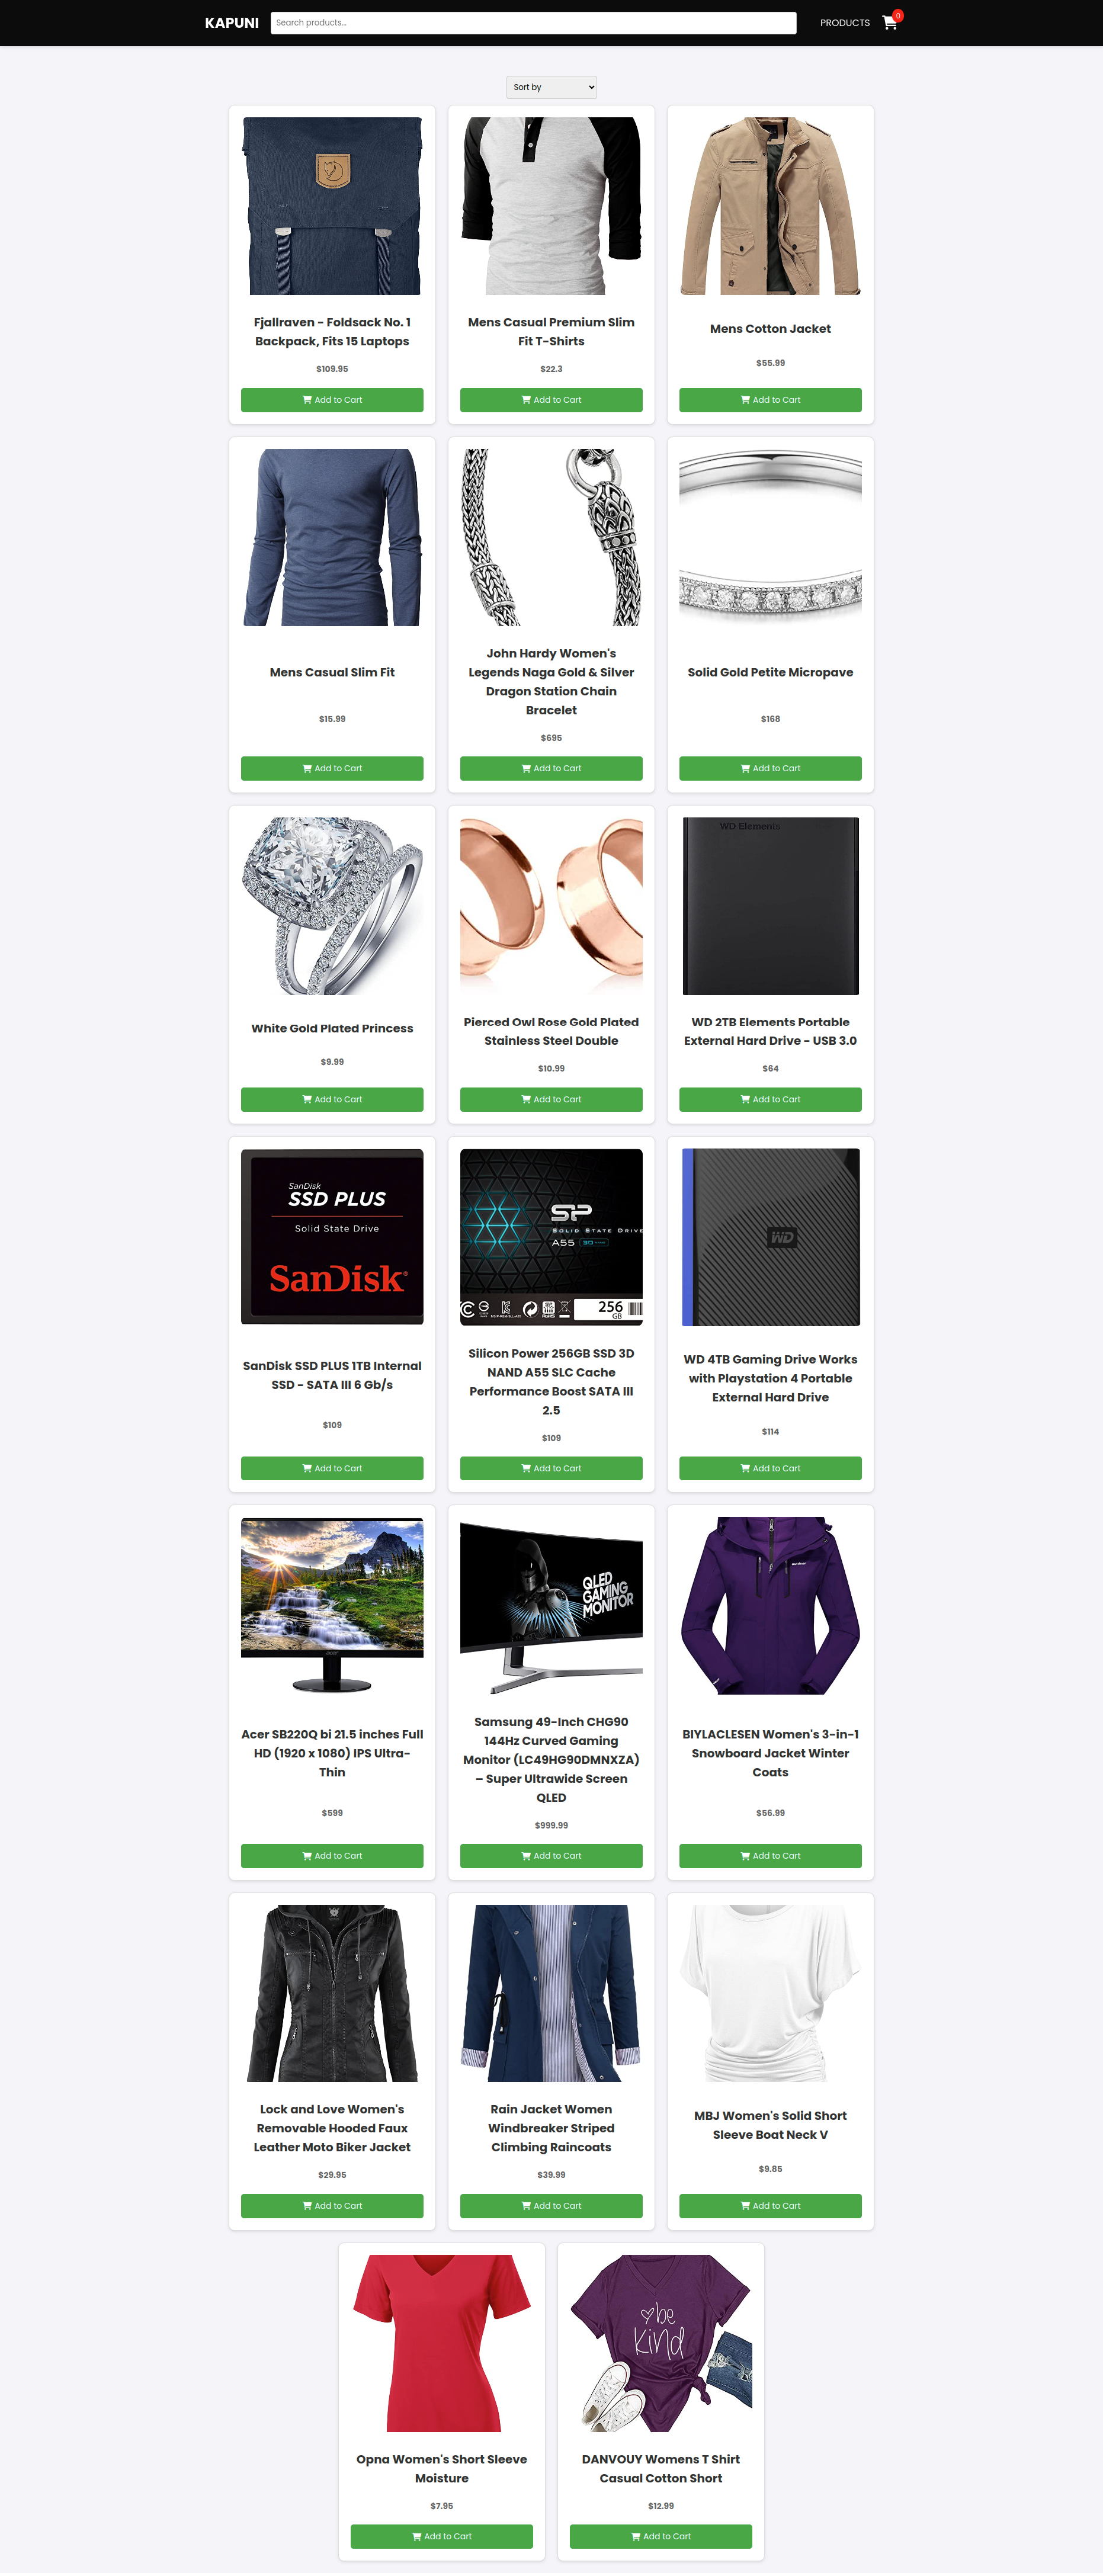 KAPUNI
Search products...
PRODUCTS
0
Sort by
Fjallraven - Foldsack No. 1
Backpack, Fits 15 Laptops
$109.95
Add to Cart
Mens Casual Premium Slim
Fit T-Shirts
$22.3
Add to Cart
Mens Cotton Jacket
$55.99
Add to Cart
Mens Casual Slim Fit
$15.99
Add to Cart
John Hardy Women's
Legends Naga Gold & Silver
Dragon Station Chain
Bracelet
$695
Add to Cart
Solid Gold Petite Micropave
$168
Add to Cart
White Gold Plated Princess
$9.99
Add to Cart
Pierced Owl Rose Gold Plated
Stainless Steel Double
$10.99
Add to Cart
WD Elements
WD 2TB Elements Portable
External Hard Drive - USB 3.0
$64
Add to Cart
SanDisk
SSD PLUS
Solid State Drive
SanDisk
SanDisk SSD PLUS 1TB Internal
SSD - SATA III 6 Gb/s
$109
Add to Cart
SP
SOLID STATE DRIVE
A55 3D
256
GB
Silicon Power 256GB SSD 3D
NAND A55 SLC Cache
Performance Boost SATA III
2.5
$109
Add to Cart
WD
WD 4TB Gaming Drive Works
with Playstation 4 Portable
External Hard Drive
$114
Add to Cart
acer
Acer SB220Q bi 21.5 inches Full
HD (1920 x 1080) IPS Ultra-
Thin
$599
Add to Cart
QLED
GAMING
MONITOR
Samsung 49-Inch CHG90
144Hz Curved Gaming
Monitor (LC49HG90DMNXZA)
– Super Ultrawide Screen
QLED
$999.99
Add to Cart
BIYLACLESEN Women's 3-in-1
Snowboard Jacket Winter
Coats
$56.99
Add to Cart
Lock and Love Women's
Removable Hooded Faux
Leather Moto Biker Jacket
$29.95
Add to Cart
Rain Jacket Women
Windbreaker Striped
Climbing Raincoats
$39.99
Add to Cart
MBJ Women's Solid Short
Sleeve Boat Neck V
$9.85
Add to Cart
Opna Women's Short Sleeve
Moisture
$7.95
Add to Cart
be
kind
DANVOUY Womens T Shirt
Casual Cotton Short
$12.99
Add to Cart